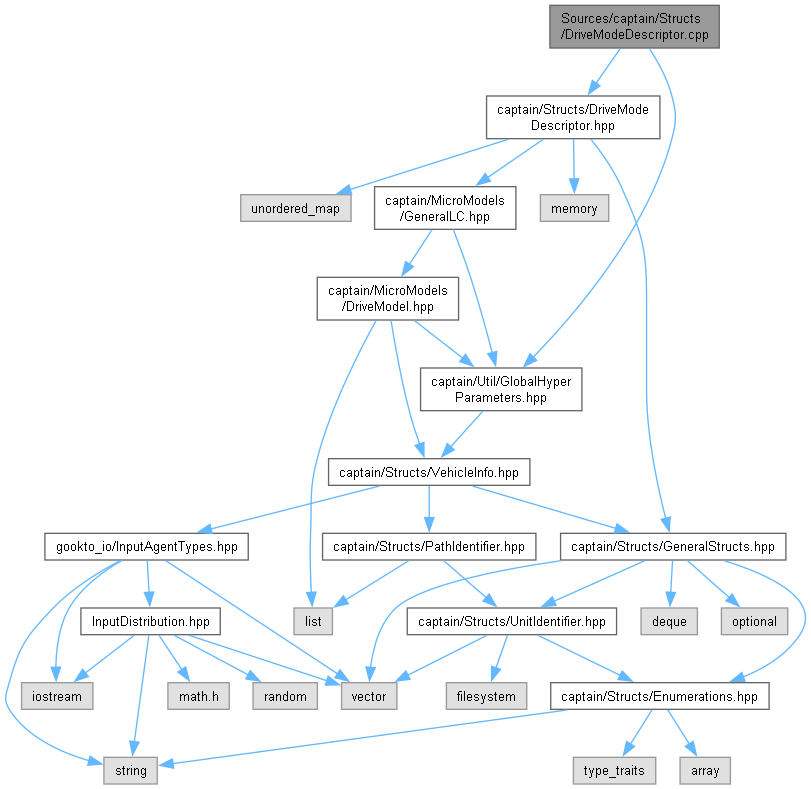 Sources/captain/Structs
/DriveModeDescriptor.cpp
captain/Structs/DriveMode
Descriptor.hpp
unordered_map
captain/MicroModels
/GeneralLC.hpp
memory
captain/MicroModels
/DriveModel.hpp
captain/Util/GlobalHyper
Parameters.hpp
captain/Structs/VehicleInfo.hpp
gookto_io/InputAgentTypes.hpp
captain/Structs/PathIdentifier.hpp
captain/Structs/GeneralStructs.hpp
InputDistribution.hpp
list
captain/Structs/UnitIdentifier.hpp
deque
optional
iostream
math.h
random
vector
filesystem
captain/Structs/Enumerations.hpp
string
type_traits
array